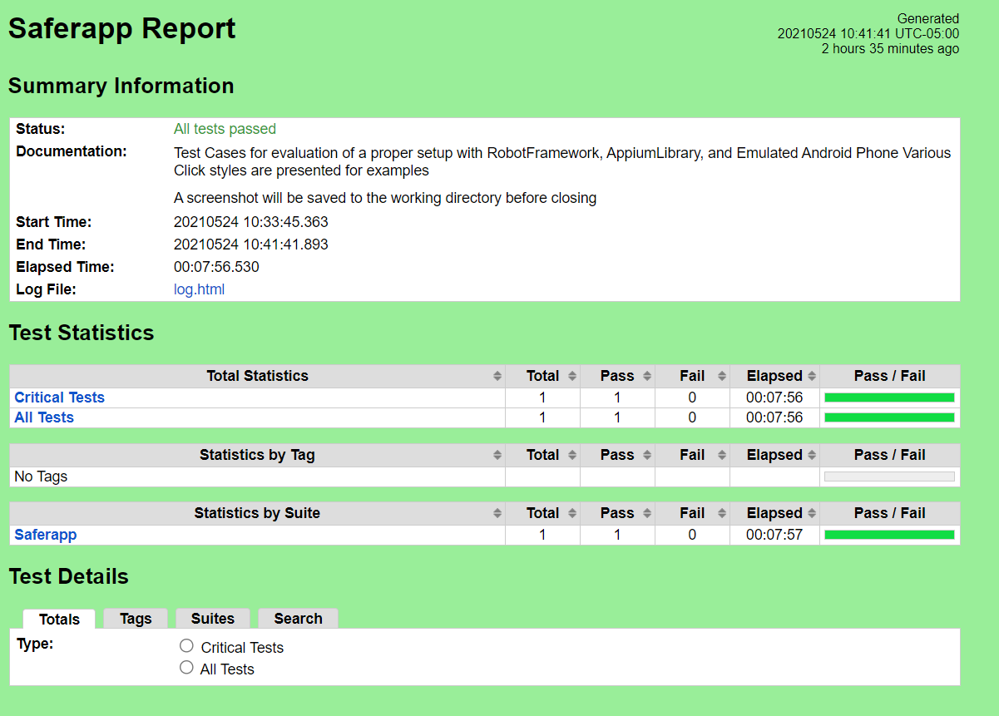 Saferapp Report
Generated
20210524 10:41:41 UTC-05:00
2 hours 35 minutes ago
Summary Information
Status: All tests passed
Documentation: Test Cases for evaluation of a proper setup with RobotFramework, AppiumLibrary, and Emulated Android Phone Various
Click styles are presented for examples
A screenshot will be saved to the working directory before closing
Start Time: 20210524 10:33:45.363
End Time: 20210524 10:41:41.893
Elapsed Time: 00:07:56.530
Log File: log.html
Test Statistics
Total Statistics Total Pass Fail Elapsed Pass / Fail
Critical Tests 1 1 0 00:07:56
All Tests 1 1 0 00:07:56
Statistics by Tag Total Pass Fail Elapsed Pass / Fail
No Tags
Statistics by Suite Total Pass Fail Elapsed Pass / Fail
Saferapp 1 1 0 00:07:57
Test Details
Totals Tags Suites Search
Type: Critical Tests
All Tests